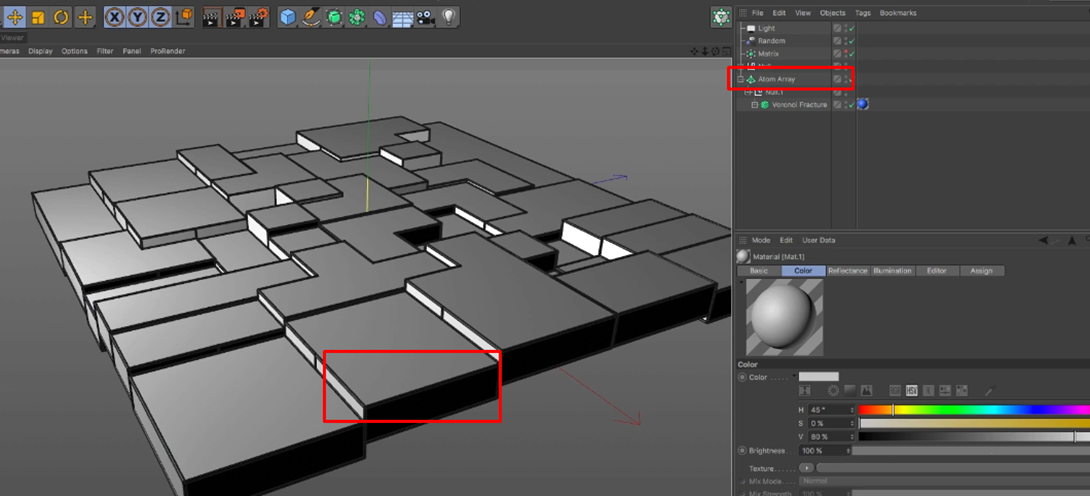 Viewer
meras Display Options Filter Panel ProRender
X Y Z
File Edit View Objects Tags Bookmarks
Light
Random
Matrix
Atom Array
Null.1
Voronoi Fracture
Mode Edit User Data
Material [Mat.1]
Basic Color Reflectance Illumination Editor Assign
Color
Color
H 45 °
S 0 %
V 80 %
Brightness 100 %
Texture
Mix Mode Normal
Mix Strength 100 %